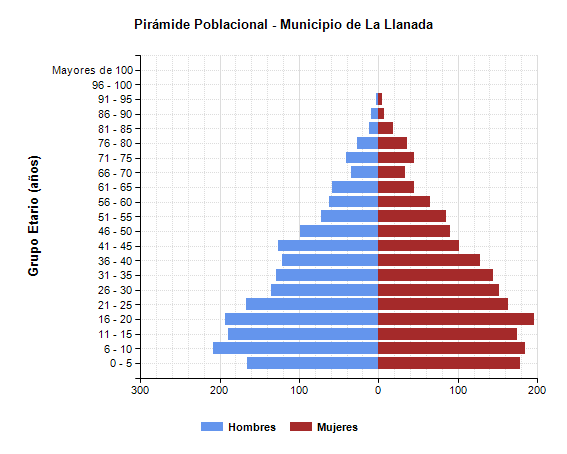 Pirámide Poblacional - Municipio de La Llanada
Grupo Etario (años)
Mayores de 100
96 - 100
91 - 95
86 - 90
81 - 85
76 - 80
71 - 75
66 - 70
61 - 65
56 - 60
51 - 55
46 - 50
41 - 45
36 - 40
31 - 35
26 - 30
21 - 25
16 - 20
11 - 15
6 - 10
0 - 5
300 200 100 0 100 200
Hombres Mujeres